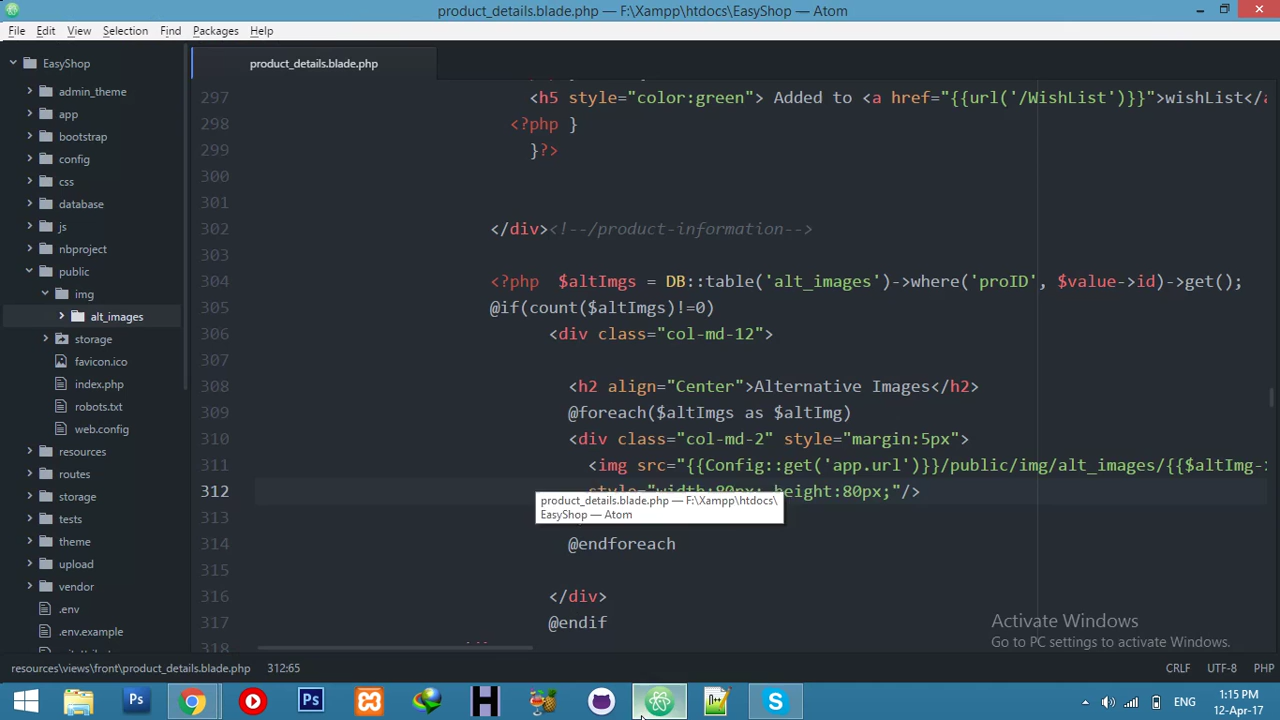 product_details.blade.php — F:\Xampp\htdocs\EasyShop — Atom
File Edit View Selection Find Packages Help
EasyShop
admin_theme
app
bootstrap
config
css
database
js
nbproject
public
img
alt_images
storage
favicon.ico
index.php
robots.txt
web.config
resources
routes
storage
tests
theme
upload
vendor
.env
.env.example
product_details.blade.php
297 <h5 style="color:green"> Added to <a href="{{url('/WishList')}}">wishList</a
298 <?php }
299 }?>
300
301
302 </div><!--/product-information-->
303
304 <?php $altImgs = DB::table('alt_images')->where('proID', $value->id)->get();
305 @if(count($altImgs)!=0)
306 <div class="col-md-12">
307
308 <h2 align="Center">Alternative Images</h2>
309 @foreach($altImgs as $altImg)
310 <div class="col-md-2" style="margin:5px">
311 <img src="{{Config::get('app.url')}}/public/img/alt_images/{{$altImg-
312 style="width:80px; height:80px;"/>
313
314 @endforeach
315
316 </div>
317 @endif
318
product_details.blade.php — F:\Xampp\htdocs\
EasyShop — Atom
Activate Windows
Go to PC settings to activate Windows.
resources\views\front\product_details.blade.php 312:65 CRLF UTF-8 PHP
Ps Ps H S ENG 1:15 PM
12-Apr-17